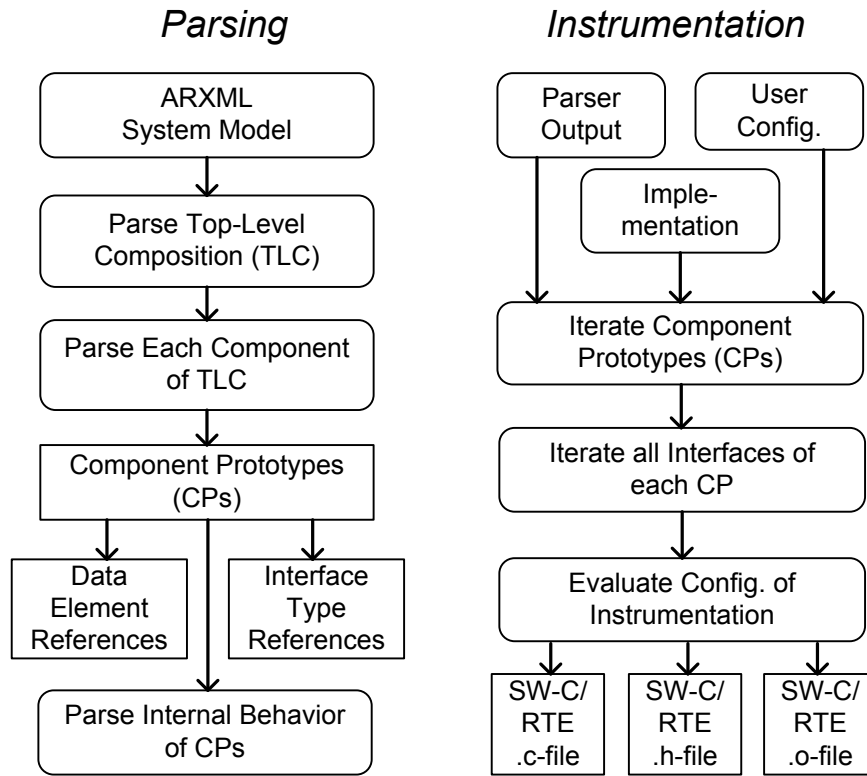 Parsing
ARXML
System Model
Parse Top-Level
Composition (TLC)
Parse Each Component
of TLC
Component Prototypes
(CPs)
Data
Element
References
Interface
Type
References
Parse Internal Behavior
of CPs
Instrumentation
Parser
Output
User
Config.
Imple-
mentation
Iterate Component
Prototypes (CPs)
Iterate all Interfaces of
each CP
Evaluate Config. of
Instrumentation
SW-C/
RTE
.c-file
SW-C/
RTE
.h-file
SW-C/
RTE
.o-file